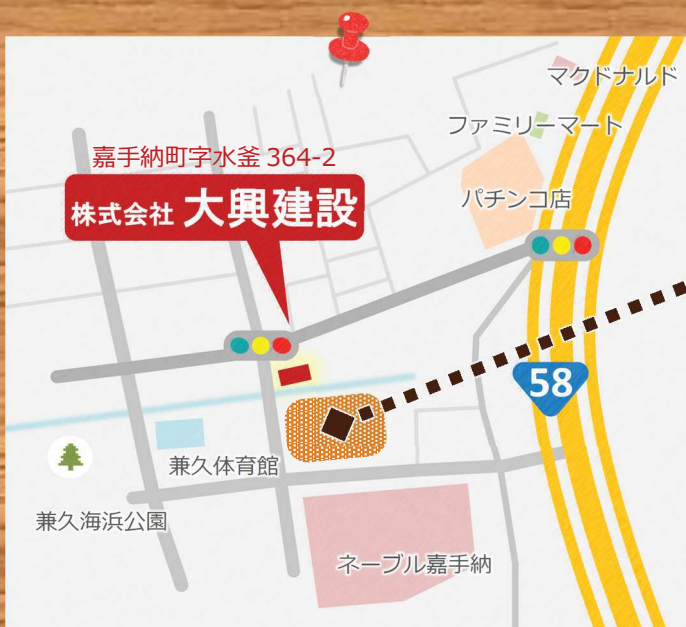 マクドナルド
ファミリーマート
嘉手納町字水釜 364-2
株式会社 大興建設
パチンコ店
58
兼久体育館
兼久海浜公園
ネーブル嘉手納